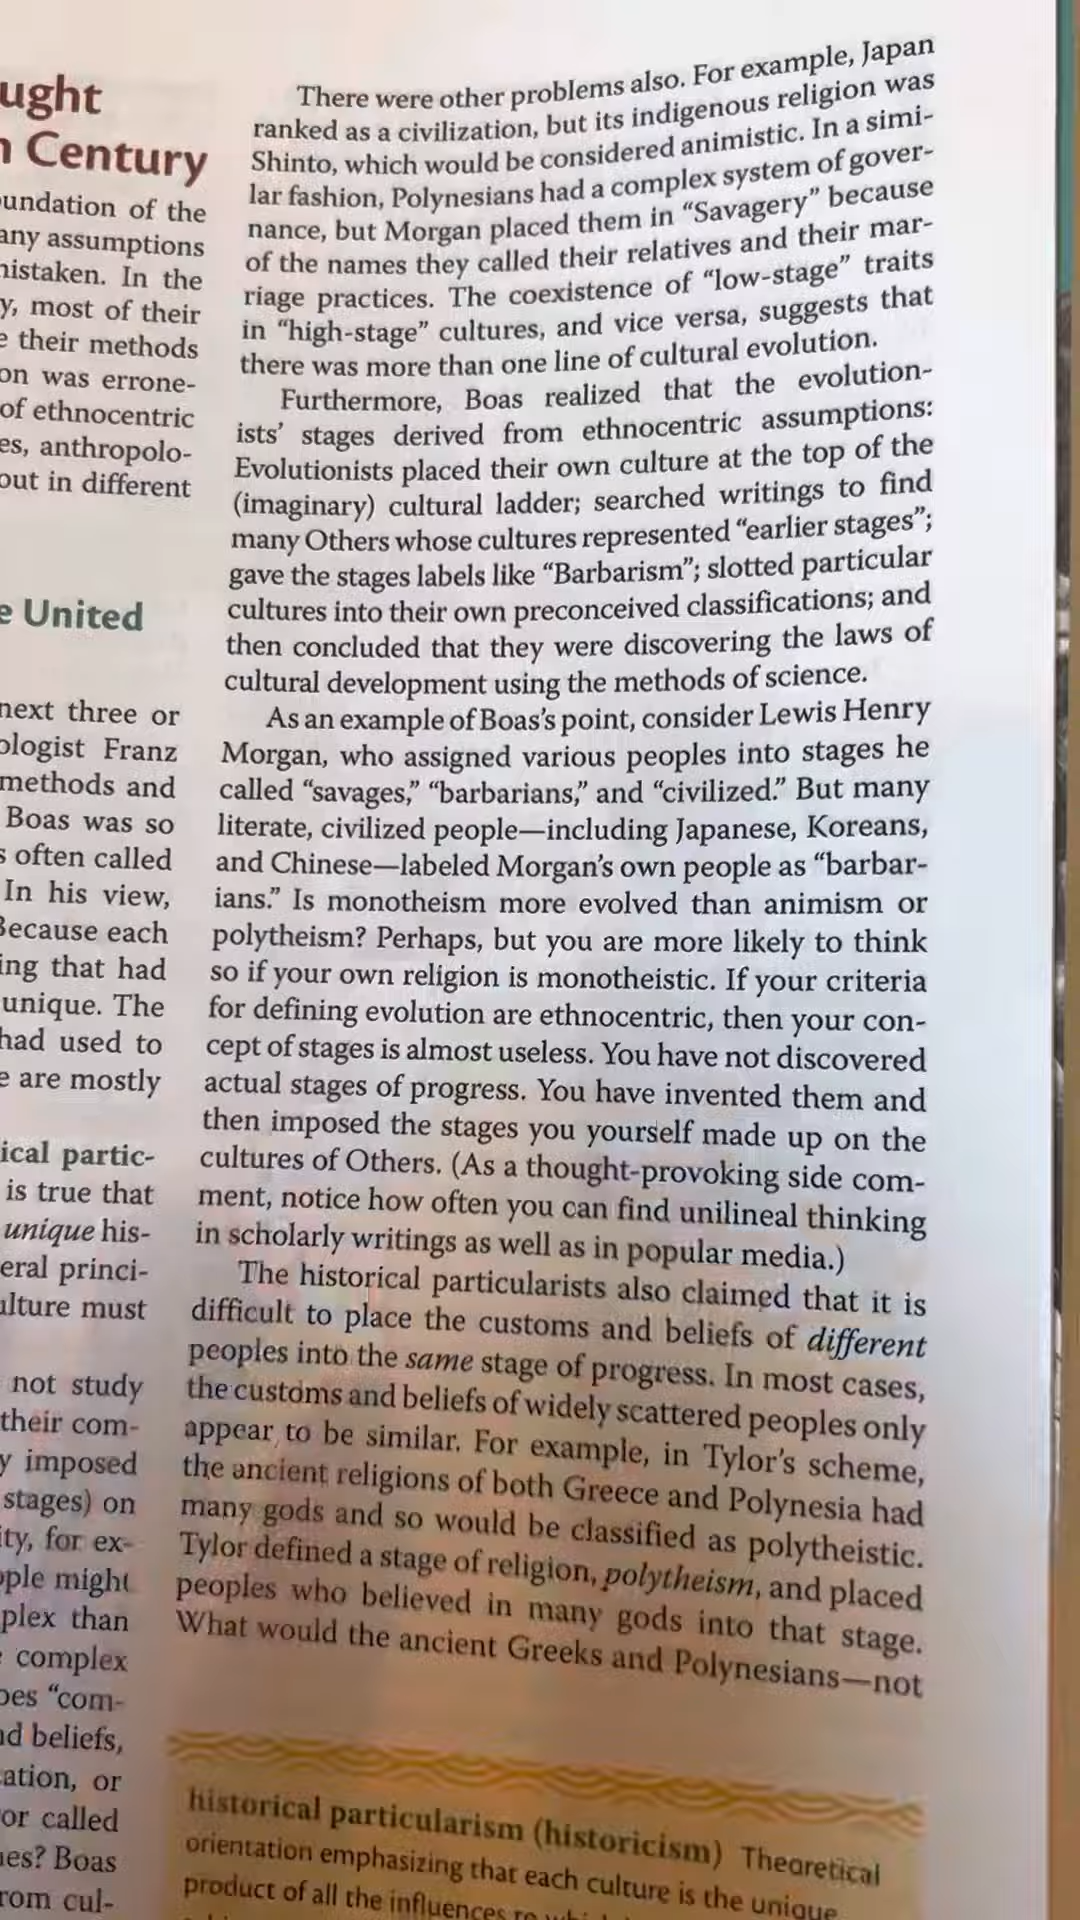 ught
n Century
undation of the
any assumptions
nistaken. In the
y, most of their
e their methods
on was errone-
of ethnocentric
es, anthropolo-
out in different
e United
next three or
ologist Franz
methods and
Boas was so
s often called
In his view,
Because each
ing that had
unique. The
had used to
e are mostly
ical partic-
is true that
unique his-
eral princi-
ulture must
not study
their com-
y imposed
stages) on
ity, for ex-
ople might
plex than
complex
oes “com-
nd beliefs,
cation, or
or called
nes? Boas
rom cul-
There were other problems also. For example, Japan
ranked as a civilization, but its indigenous religion was
Shinto, which would be considered animistic. In a simi-
lar fashion, Polynesians had a complex system of gover-
nance, but Morgan placed them in “Savagery” because
of the names they called their relatives and their mar-
riage practices. The coexistence of “low-stage” traits
in “high-stage” cultures, and vice versa, suggests that
there was more than one line of cultural evolution.
Furthermore, Boas realized that the evolution-
ists’ stages derived from ethnocentric assumptions:
Evolutionists placed their own culture at the top of the
(imaginary) cultural ladder; searched writings to find
many Others whose cultures represented “earlier stages”;
gave the stages labels like “Barbarism”; slotted particular
cultures into their own preconceived classifications; and
then concluded that they were discovering the laws of
cultural development using the methods of science.
As an example of Boas’s point, consider Lewis Henry
Morgan, who assigned various peoples into stages he
called “savages,” “barbarians,” and “civilized.” But many
literate, civilized people—including Japanese, Koreans,
and Chinese—labeled Morgan’s own people as “barbar-
ians.” Is monotheism more evolved than animism or
polytheism? Perhaps, but you are more likely to think
so if your own religion is monotheistic. If your criteria
for defining evolution are ethnocentric, then your con-
cept of stages is almost useless. You have not discovered
actual stages of progress. You have invented them and
then imposed the stages you yourself made up on the
cultures of Others. (As a thought-provoking side com-
ment, notice how often you can find unilineal thinking
in scholarly writings as well as in popular media.)
The historical particularists also claimed that it is
difficult to place the customs and beliefs of different
peoples into the same stage of progress. In most cases,
the customs and beliefs of widely scattered peoples only
appear to be similar. For example, in Tylor’s scheme,
the ancient religions of both Greece and Polynesia had
many gods and so would be classified as polytheistic.
Tylor defined a stage of religion, polytheism, and placed
peoples who believed in many gods into that stage.
What would the ancient Greeks and Polynesians—not
historical particularism (historicism) Theoretical
orientation emphasizing that each culture is the unique
product of all the influences to